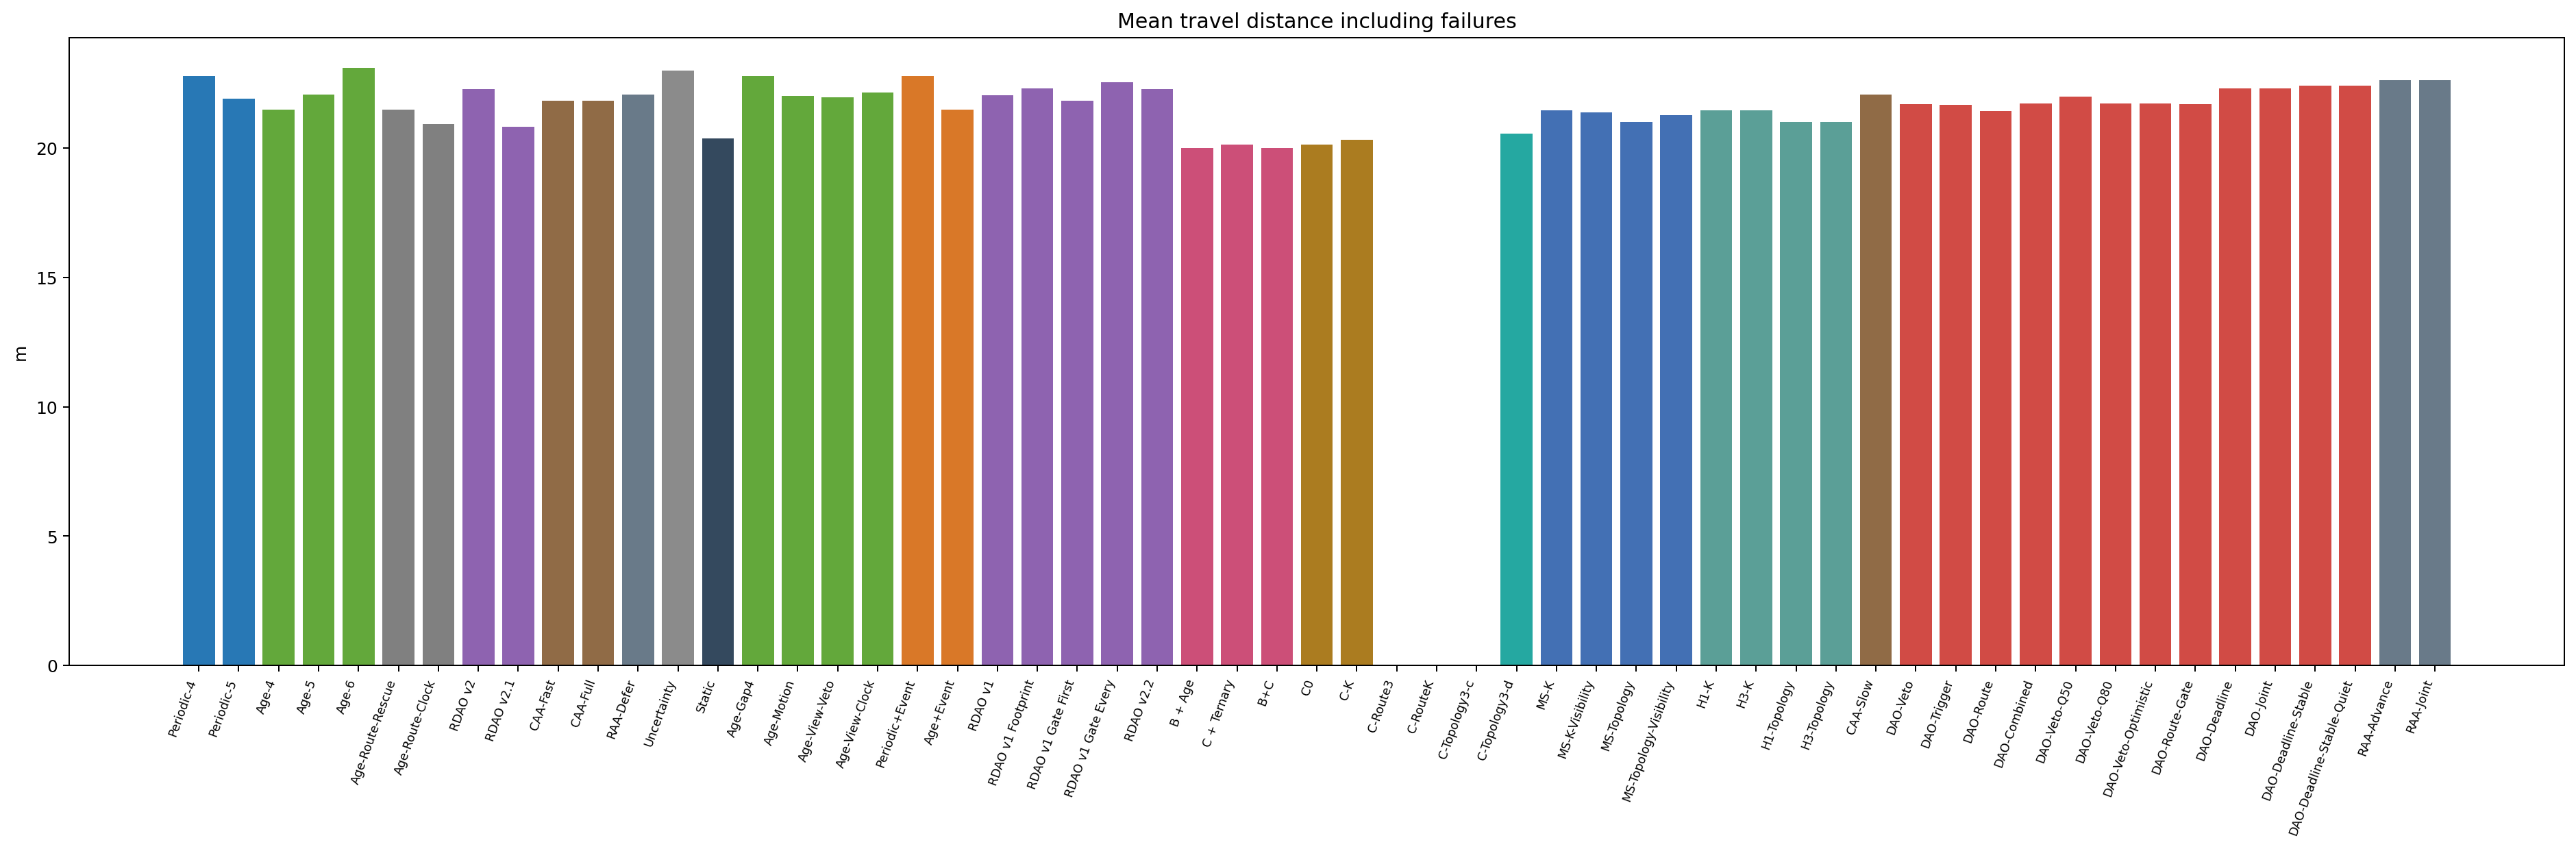 Mean travel distance including failures
m
20
15
10
5
0
Periodic-4
Periodic-5
Age-4
Age-5
Age-6
Age-Route-Rescue
Age-Route-Clock
RDAO v2
RDAO v2.1
CAA-Fast
CAA-Full
RAA-Defer
Uncertainty
Static
Age-Gap4
Age-Motion
Age-View-Veto
Age-View-Clock
Periodic+Event
Age+Event
RDAO v1
RDAO v1 Footprint
RDAO v1 Gate First
RDAO v1 Gate Every
RDAO v2.2
B + Age
C + Ternary
B+C
C0
C-K
C-Route3
C-RouteK
C-Topology3-c
C-Topology3-d
MS-K
MS-K-Visibility
MS-Topology
MS-Topology-Visibility
H1-K
H3-K
H1-Topology
H3-Topology
CAA-Slow
DAO-Veto
DAO-Trigger
DAO-Route
DAO-Combined
DAO-Veto-Q50
DAO-Veto-Q80
DAO-Veto-Optimistic
DAO-Route-Gate
DAO-Deadline
DAO-Joint
DAO-Deadline-Stable
DAO-Deadline-Stable-Quiet
RAA-Advance
RAA-Joint